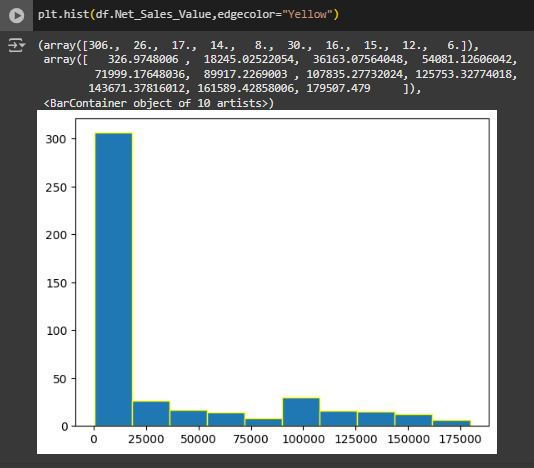 plt.hist(df.Net_Sales_Value,edgecolor="Yellow")
(array([306.,  26.,  17.,  14.,   8.,  30.,  16.,  15.,  12.,   6.]),
 array([   326.9748006 ,  18245.02522054,  36163.07564048,  54081.12606042,
         71999.17648036,  89917.2269003 , 107835.27732024, 125753.32774018,
        143671.37816012, 161589.42858006, 179507.479     ]),
 <BarContainer object of 10 artists>)
300
250
200
150
100
50
0
0 25000 50000 75000 100000 125000 150000 175000